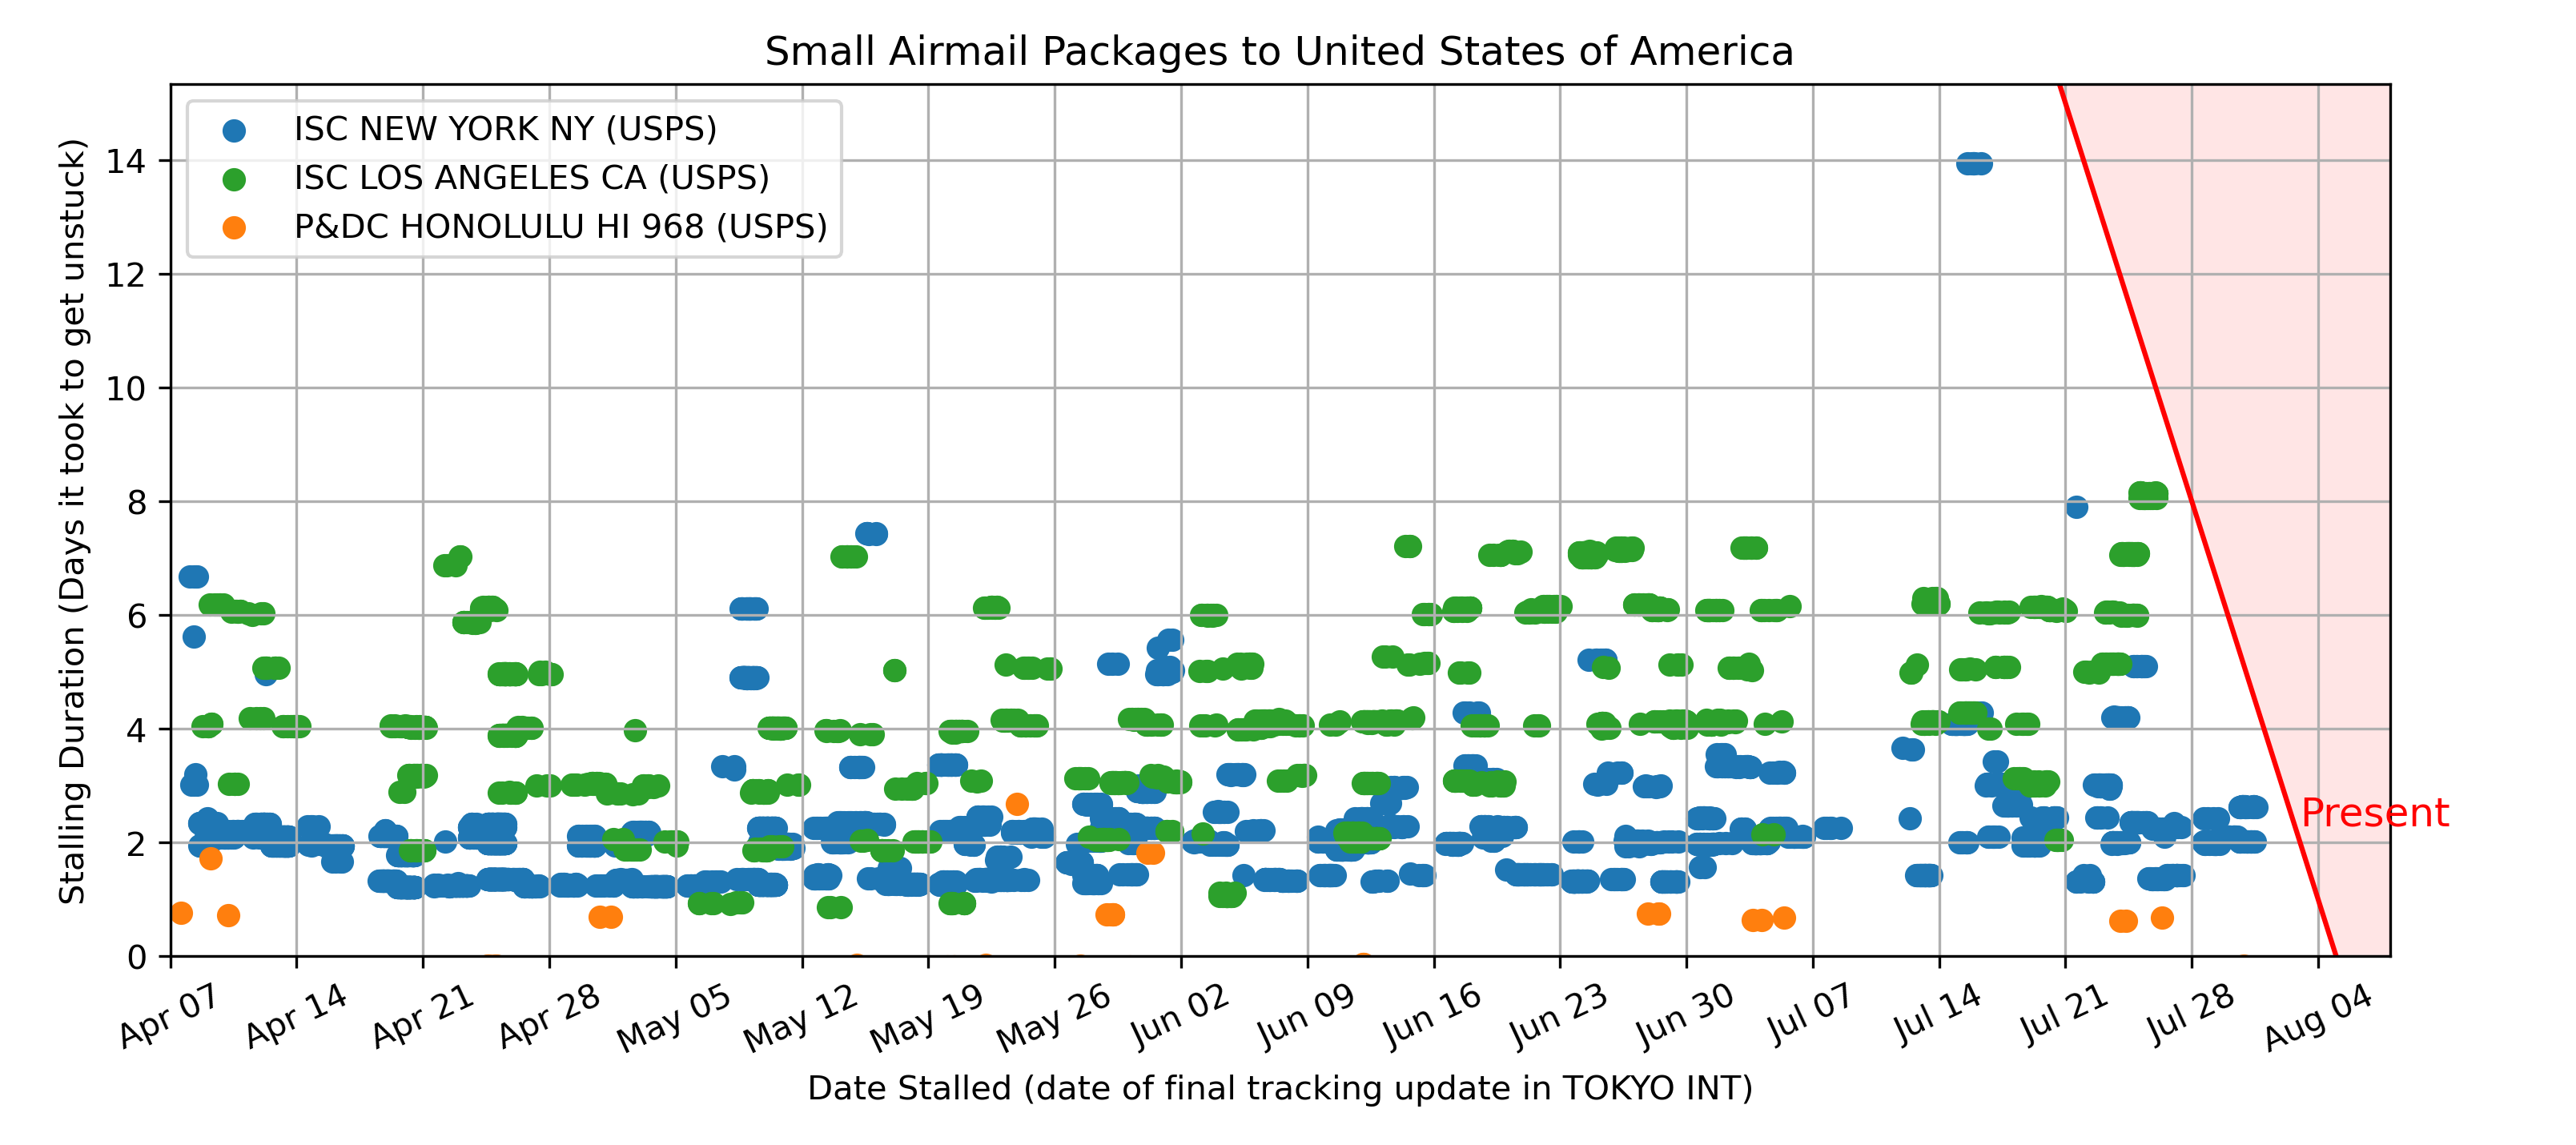 Small Airmail Packages to United States of America
ISC NEW YORK NY (USPS)
ISC LOS ANGELES CA (USPS)
P&DC HONOLULU HI 968 (USPS)
Stalling Duration (Days it took to get unstuck)
14
12
10
8
6
4
2
0
Present
Apr 07
Apr 14
Apr 21
Apr 28
May 05
May 12
May 19
May 26
Jun 02
Jun 09
Jun 16
Jun 23
Jun 30
Jul 07
Jul 14
Jul 21
Jul 28
Aug 04
Date Stalled (date of final tracking update in TOKYO INT)